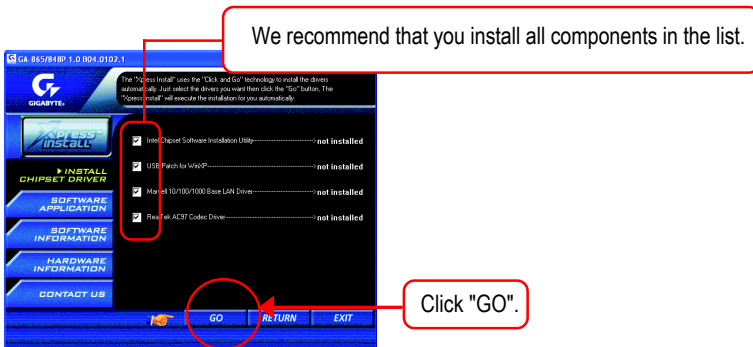 We recommend that you install all components in the list.
GA-865/848P 1.0 B04.0102.1
GIGABYTE
The "Xpress Install" uses the "Click and Go" technology to install the drivers
automatically. Just select the drivers you want then click the "Go" button, The
"Xpress Install" will execute the installation for you automatically.
Xpress
INSTALL
Intel Chipset Software Installation Utility not installed
USB Patch for WinXP not installed
Marvell 10/100/1000 Base LAN Driver not installed
RealTek AC97 Codec Driver not installed
INSTALL
CHIPSET DRIVER
SOFTWARE
APPLICATION
SOFTWARE
INFORMATION
HARDWARE
INFORMATION
CONTACT US
GO
RETURN
EXIT
Click "GO".